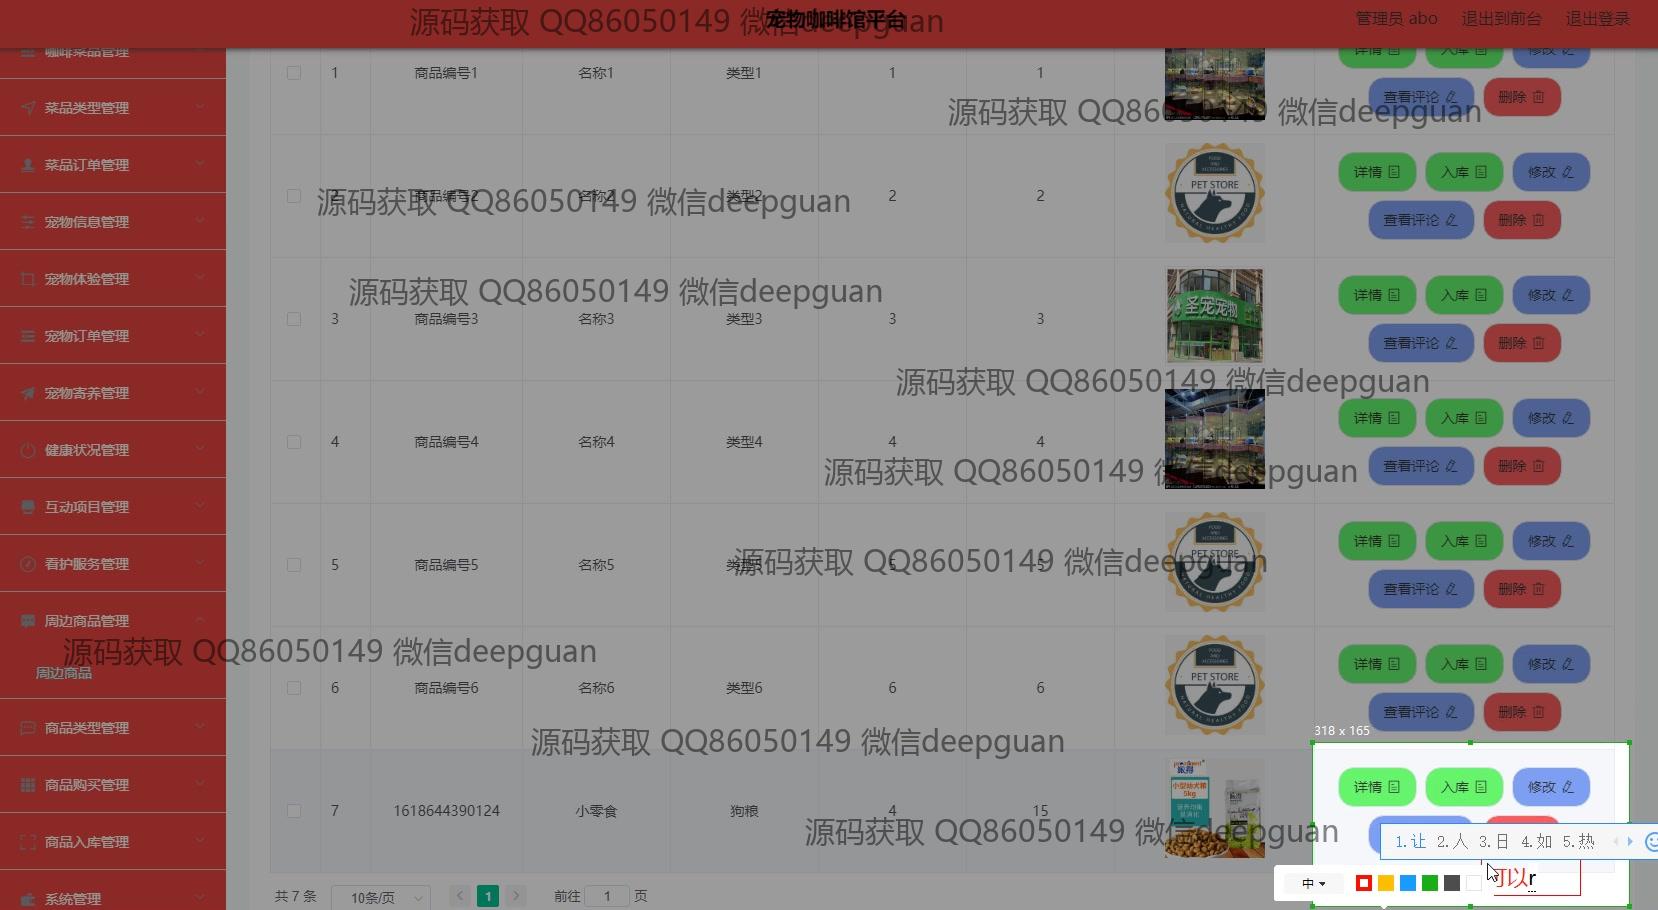 宠物咖啡馆平台
管理员 abo 退出到前台 退出登录
源码获取 QQ86050149 微信deepguan
咖啡菜品管理
菜品类型管理
菜品订单管理
宠物信息管理
宠物体验管理
宠物订单管理
宠物寄养管理
健康状况管理
互动项目管理
看护服务管理
周边商品管理
周边商品
商品类型管理
商品购买管理
商品入库管理
系统管理
1 商品编号1 名称1 类型1 1 1 详情 入库 修改
查看评论 删除
源码获取 QQ86050149 微信deepguan
2 商品编号2 名称2 类型2 2 2 PET STORE 详情 入库 修改
查看评论 删除
源码获取 QQ86050149 微信deepguan
源码获取 QQ86050149 微信deepguan
3 商品编号3 名称3 类型3 3 3 圣宠宠物 详情 入库 修改
查看评论 删除
源码获取 QQ86050149 微信deepguan
4 商品编号4 名称4 类型4 4 4 详情 入库 修改
查看评论 删除
源码获取 QQ86050149 微信deepguan
5 商品编号5 名称5 类型5 5 5 PET STORE 详情 入库 修改
查看评论 删除
源码获取 QQ86050149 微信deepguan
源码获取 QQ86050149 微信deepguan
6 商品编号6 名称6 类型6 6 6 PET STORE 详情 入库 修改
查看评论 删除
源码获取 QQ86050149 微信deepguan
318 x 165
7 1618644390124 小零食 狗粮 4 15 小型幼犬粮 5kg 详情 入库 修改
源码获取 QQ86050149 微信deepguan
1.让 2.人 3.日 4.如 5.热
中
可以r
共 7 条 10条/页 1 前往 1 页